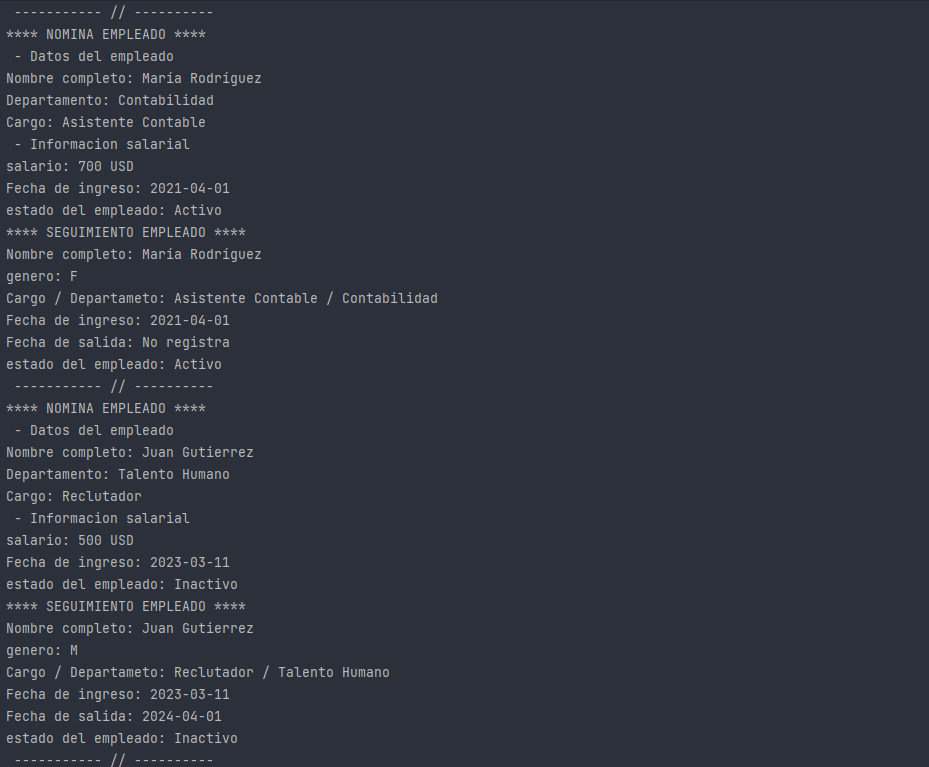 ----------- // ----------
**** NOMINA EMPLEADO ****
- Datos del empleado
Nombre completo: María Rodríguez
Departamento: Contabilidad
Cargo: Asistente Contable
- Informacion salarial
salario: 700 USD
Fecha de ingreso: 2021-04-01
estado del empleado: Activo
**** SEGUIMIENTO EMPLEADO ****
Nombre completo: María Rodríguez
genero: F
Cargo / Departameto: Asistente Contable / Contabilidad
Fecha de ingreso: 2021-04-01
Fecha de salida: No registra
estado del empleado: Activo
----------- // ----------
**** NOMINA EMPLEADO ****
- Datos del empleado
Nombre completo: Juan Gutierrez
Departamento: Talento Humano
Cargo: Reclutador
- Informacion salarial
salario: 500 USD
Fecha de ingreso: 2023-03-11
estado del empleado: Inactivo
**** SEGUIMIENTO EMPLEADO ****
Nombre completo: Juan Gutierrez
genero: M
Cargo / Departameto: Reclutador / Talento Humano
Fecha de ingreso: 2023-03-11
Fecha de salida: 2024-04-01
estado del empleado: Inactivo
----------- // ----------